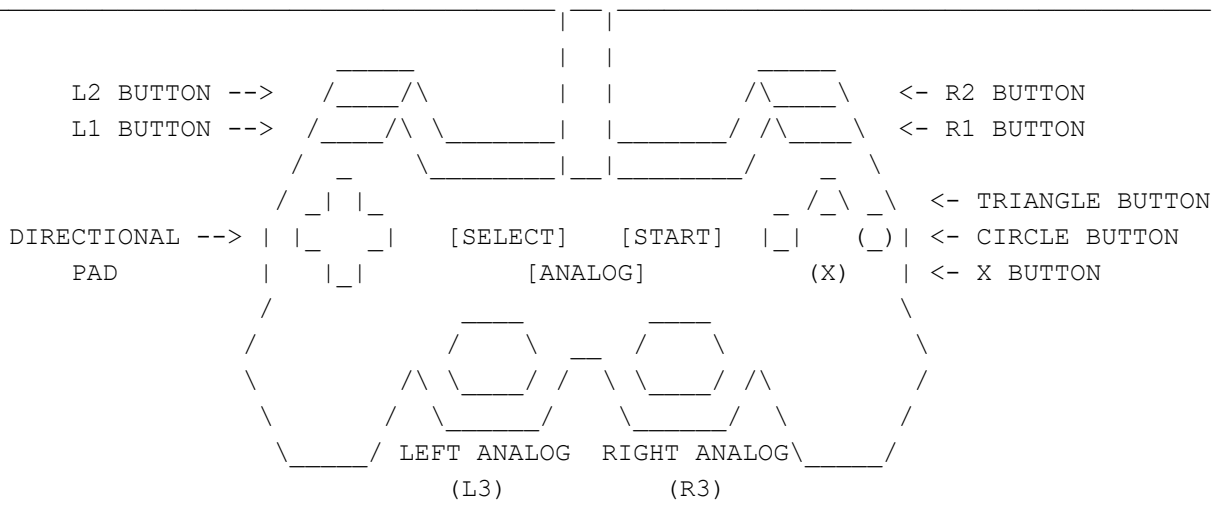 L2 BUTTON --> <- R2 BUTTON
L1 BUTTON --> <- R1 BUTTON
<- TRIANGLE BUTTON
DIRECTIONAL --> [SELECT] [START] <- CIRCLE BUTTON
PAD [ANALOG] (X) <- X BUTTON
LEFT ANALOG RIGHT ANALOG
(L3) (R3)